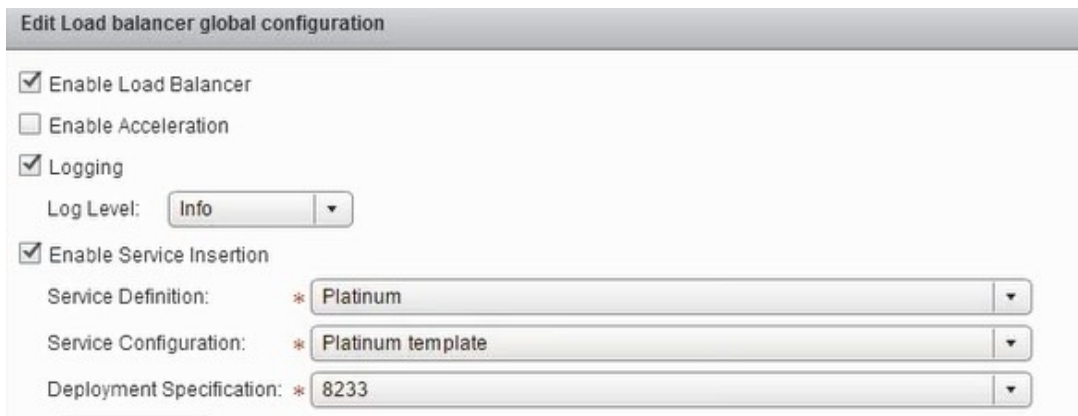 Edit Load balancer global configuration
Enable Load Balancer
Enable Acceleration
Logging
Log Level: Info
Enable Service Insertion
Service Definition: * Platinum
Service Configuration: * Platinum template
Deployment Specification: * 8233